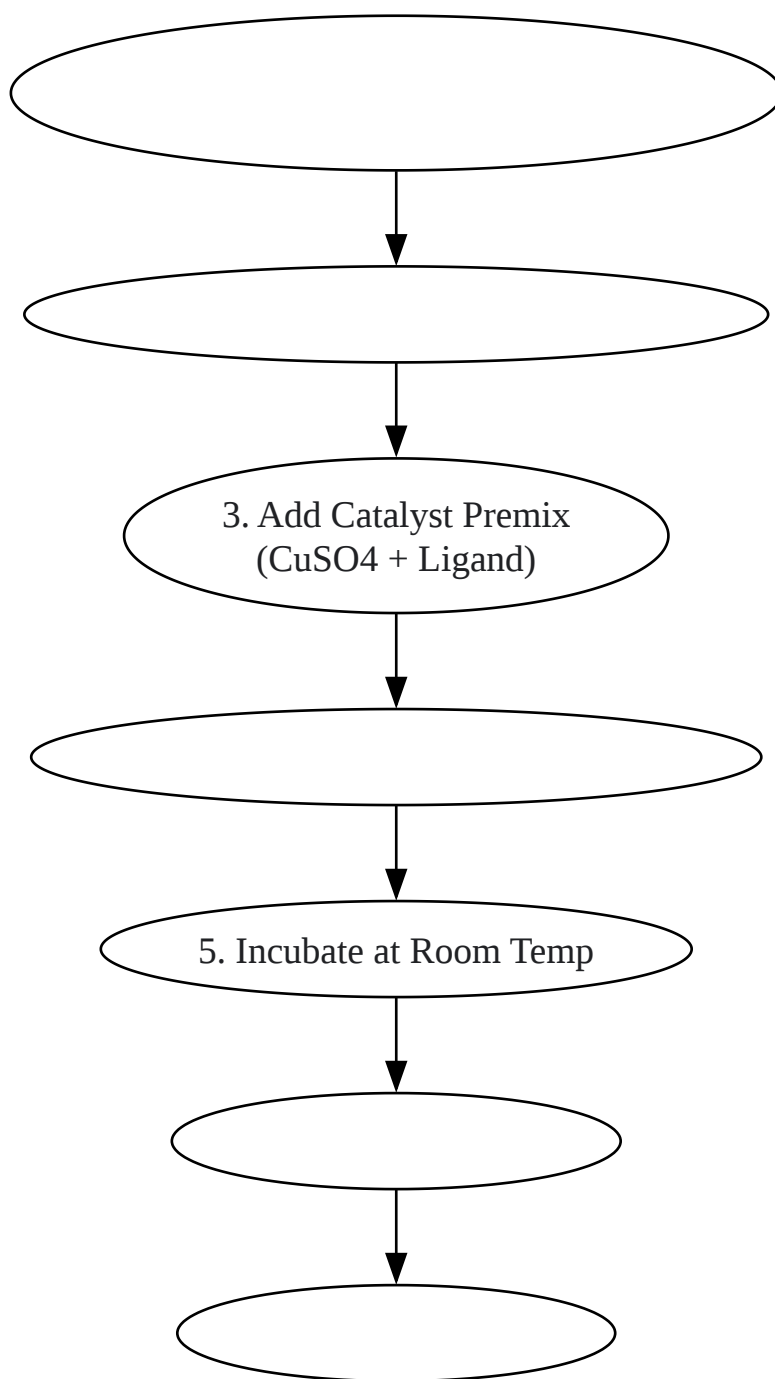 3. Add Catalyst Premix
(CuSO4 + Ligand)
5. Incubate at Room Temp